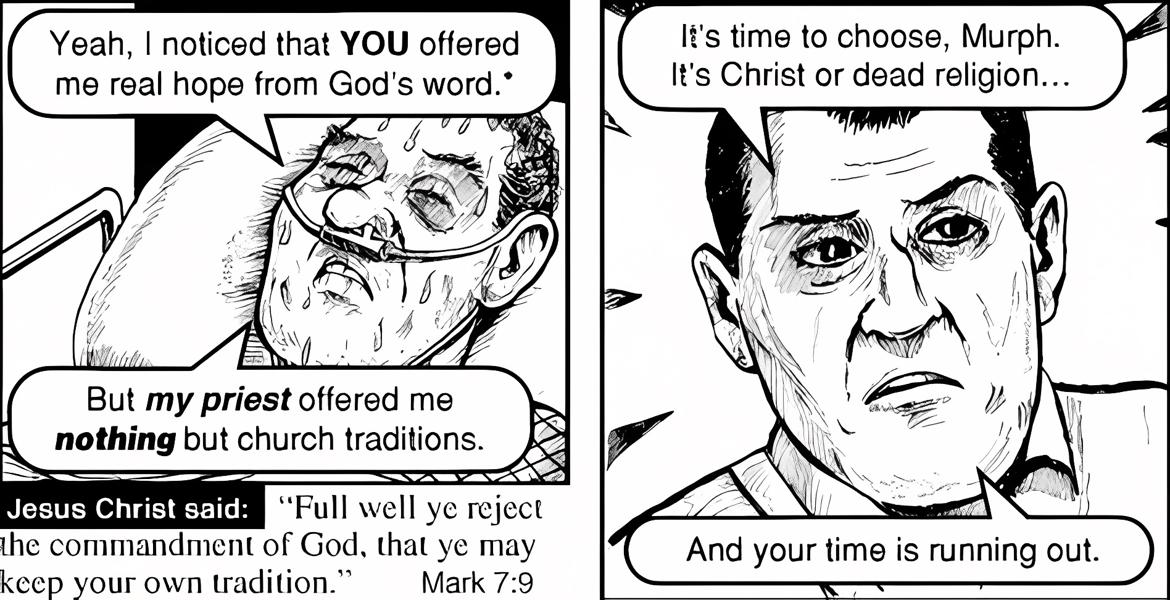 Yeah, I noticed that YOU offered
me real hope from God's word.*
But my priest offered me
nothing but church traditions.
Jesus Christ said: “Full well ye reject
the commandment of God, that ye may
keep your own tradition.” Mark 7:9
It's time to choose, Murph.
It's Christ or dead religion...
And your time is running out.